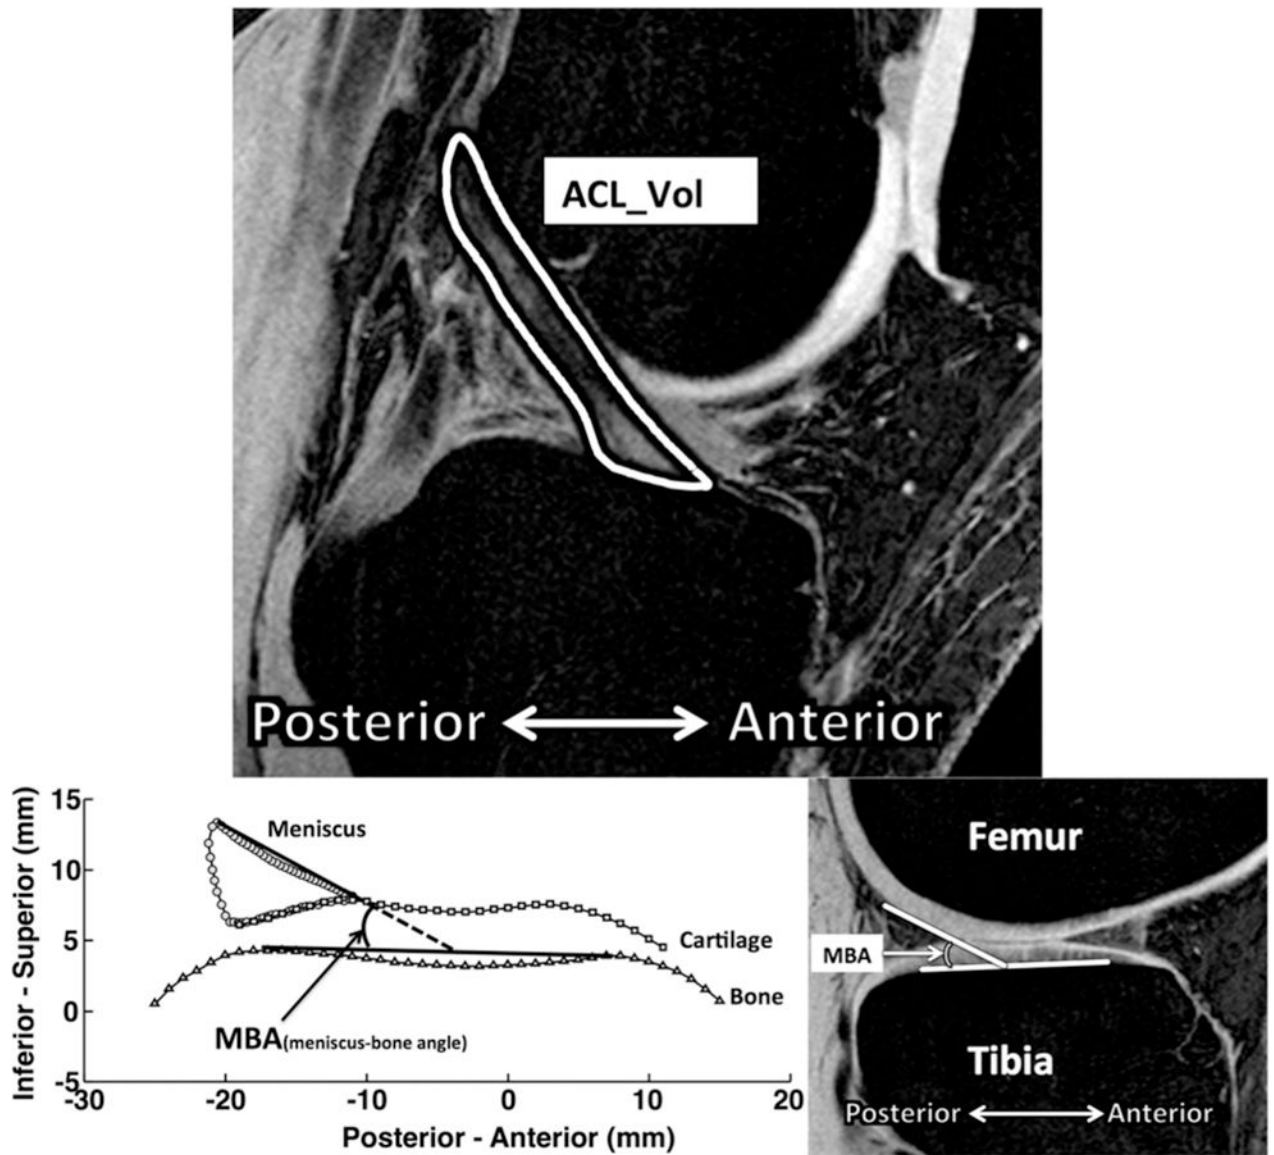 ACL_Vol
Posterior Anterior
15
10
5
0
-5
-30 -20 -10 0 10 20
Inferior - Superior (mm)
Posterior - Anterior (mm)
Meniscus
Cartilage
Bone
MBA(meniscus-bone angle)
Femur
MBA
Tibia
Posterior Anterior